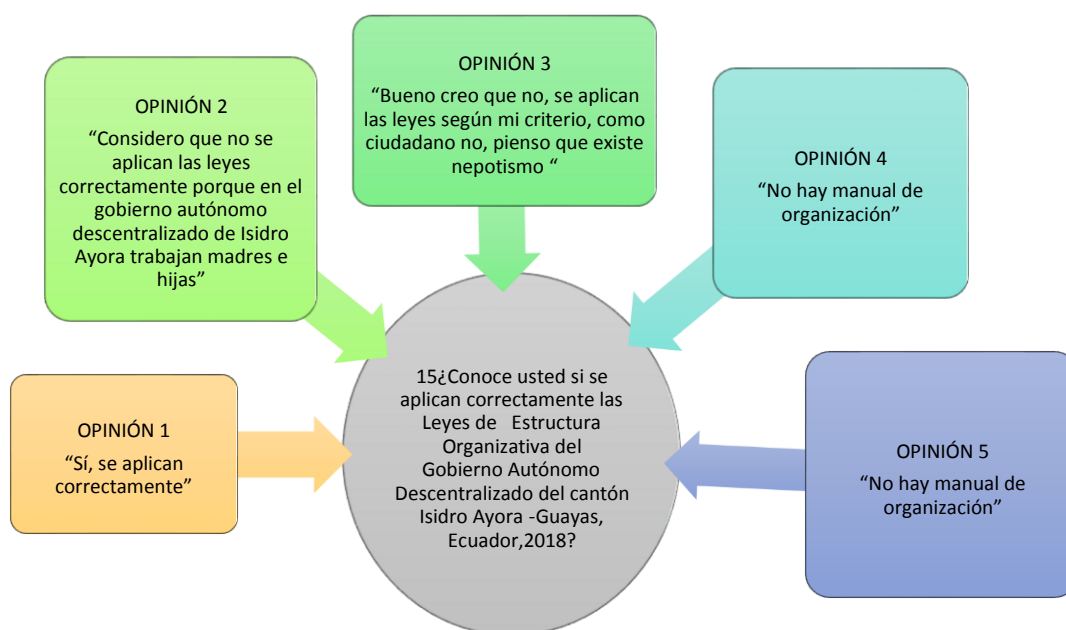 OPINIÓN 1
“Sí, se aplican
correctamente”
OPINIÓN 2
“Considero que no se
aplican las leyes
correctamente porque en el
gobierno autónomo
descentralizado de Isidro
Ayora trabajan madres e
hijas”
OPINIÓN 3
“Bueno creo que no, se aplican
las leyes según mi criterio, como
ciudadano no, pienso que existe
nepotismo “
OPINIÓN 4
“No hay manual de
organización”
OPINIÓN 5
“No hay manual de
organización”
15¿Conoce usted si se
aplican correctamente las
Leyes de Estructura
Organizativa del
Gobierno Autónomo
Descentralizado del cantón
Isidro Ayora -Guayas,
Ecuador,2018?